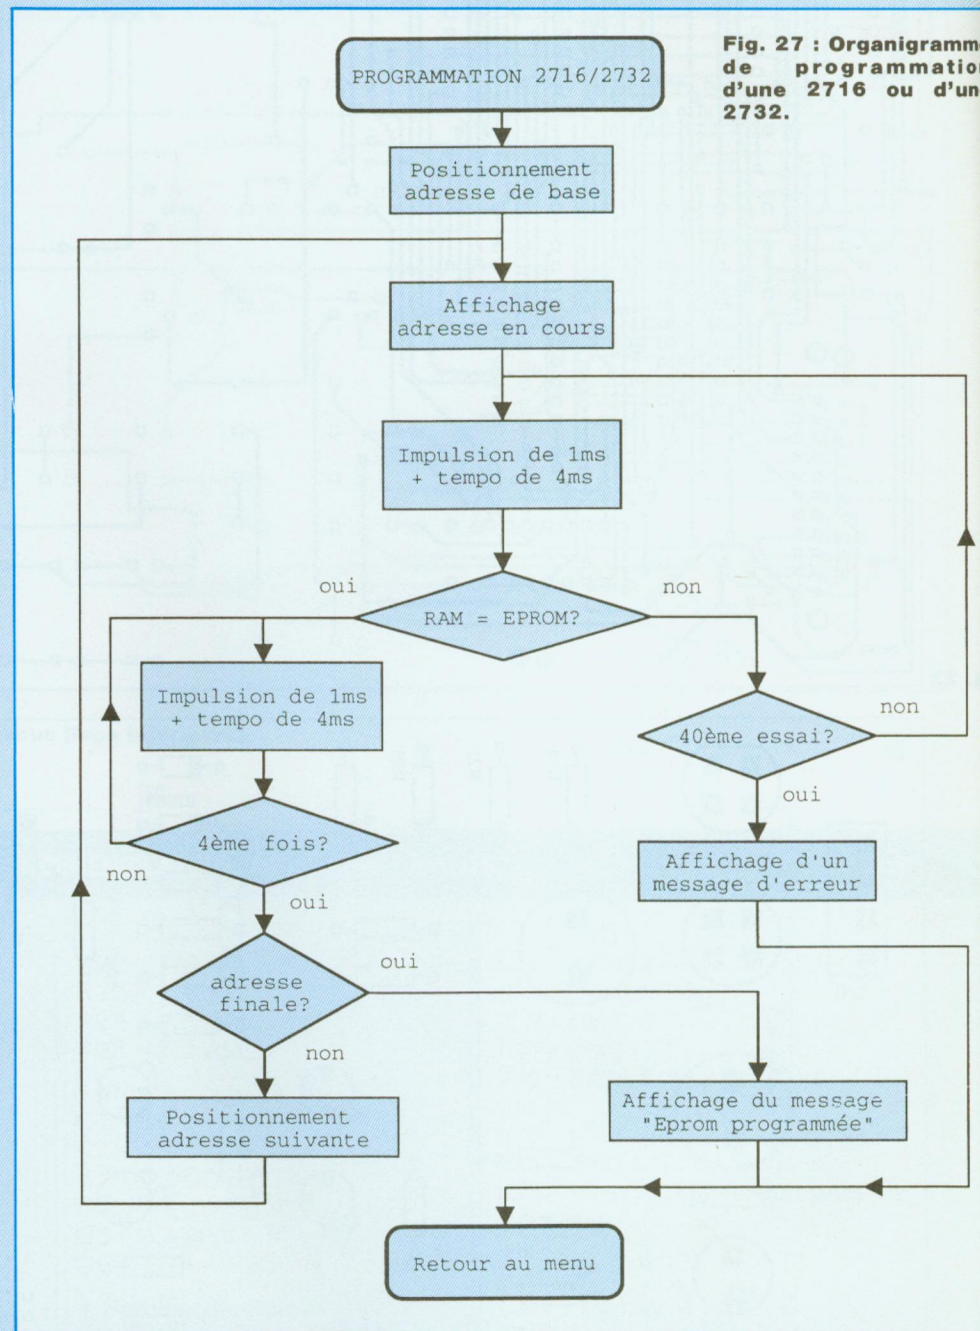 Fig. 27 : Organigramme
de programmation
d'une 2716 ou d'un
2732.
PROGRAMMATION 2716/2732
Positionnement
adresse de base
Affichage
adresse en cours
Impulsion de 1ms
+ tempo de 4ms
oui
non
RAM = EPROM?
Impulsion de 1ms
+ tempo de 4ms
non
40ème essai?
oui
4ème fois?
non
oui
Affichage d'un
message d'erreur
oui
adresse
finale?
non
Positionnement
adresse suivante
Affichage du message
"Eprom programmée"
Retour au menu